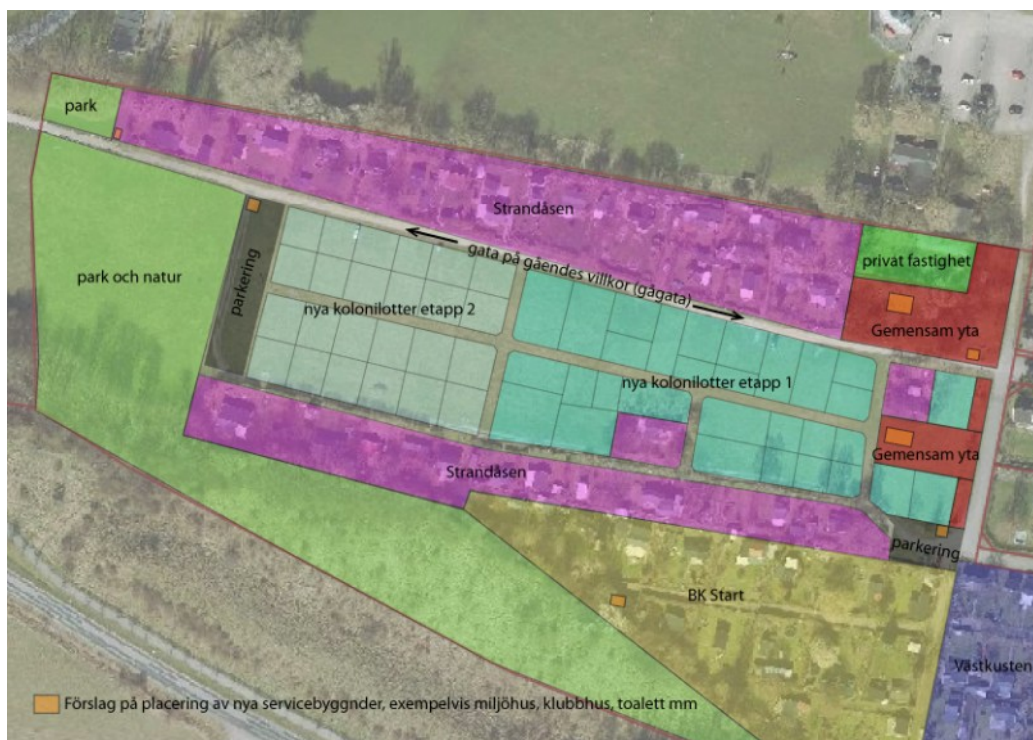 park
Strandåsen
privat fastighet
park och natur
parkering
gata på gåendes villkor (gågata)
nya kolonilotter etapp 2
Gemensam yta
nya kolonilotter etapp 1
Gemensam yta
Strandåsen
parkering
BK Start
Västkusten
Förslag på placering av nya servicebyggnder, exempelvis miljöhus, klubbhus, toalett mm